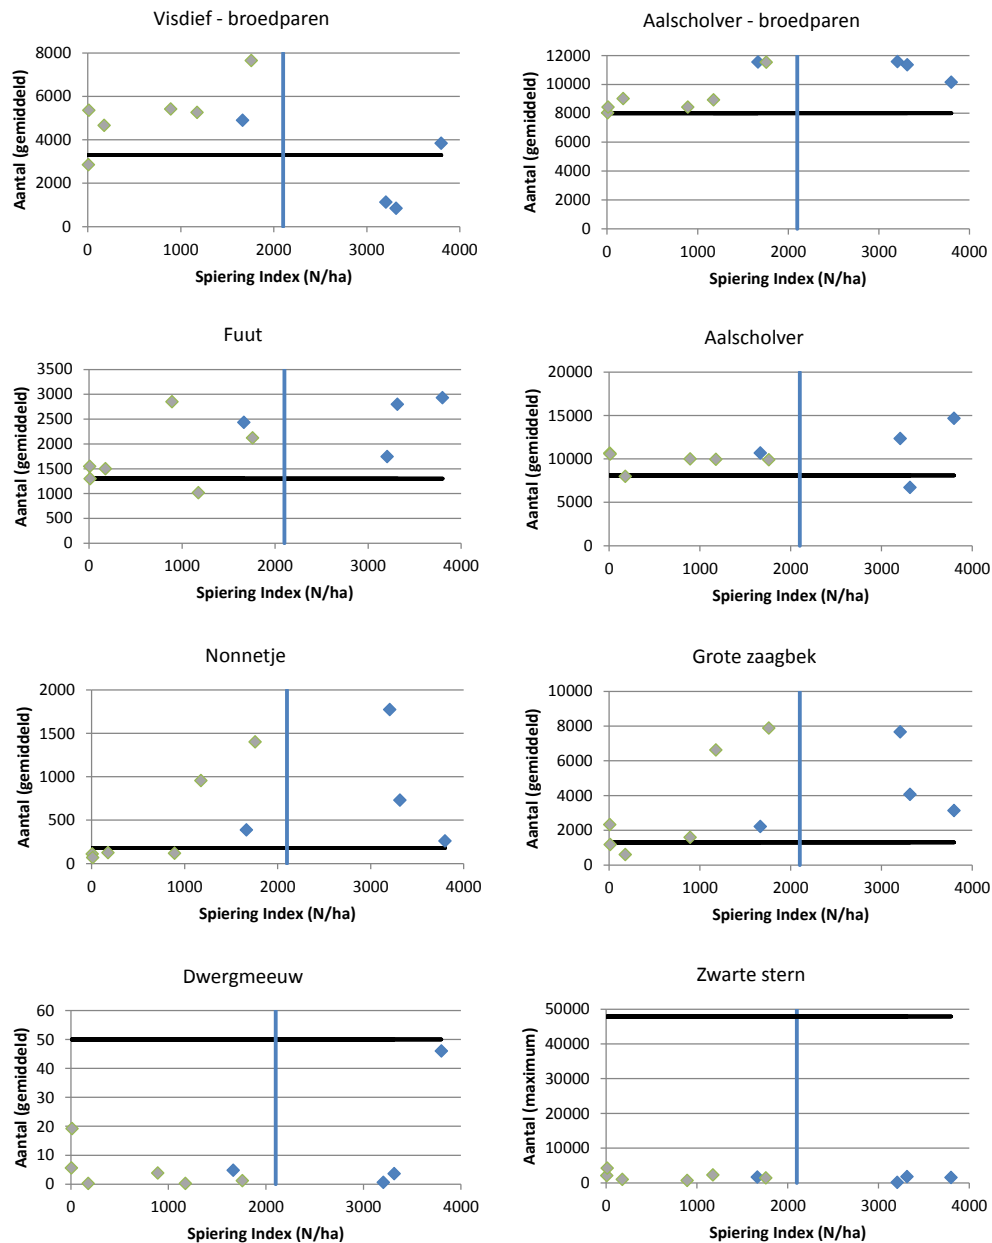 Visdief - broedparen
Aantal (gemiddeld)
8000
6000
4000
2000
0
0 1000 2000 3000 4000
Spiering Index (N/ha)
Aalscholver - broedparen
Aantal (gemiddeld)
12000
10000
8000
6000
4000
2000
0
0 1000 2000 3000 4000
Spiering Index (N/ha)
Fuut
Aantal (gemiddeld)
3500
3000
2500
2000
1500
1000
500
0
0 1000 2000 3000 4000
Spiering Index (N/ha)
Aalscholver
Aantal (gemiddeld)
20000
15000
10000
5000
0
0 1000 2000 3000 4000
Spiering Index (N/ha)
Nonnetje
Aantal (gemiddeld)
2000
1500
1000
500
0
0 1000 2000 3000 4000
Spiering Index (N/ha)
Grote zaagbek
Aantal (gemiddeld)
10000
8000
6000
4000
2000
0
0 1000 2000 3000 4000
Spiering Index (N/ha)
Dwergmeeuw
Aantal (gemiddeld)
60
50
40
30
20
10
0
0 1000 2000 3000 4000
Spiering Index (N/ha)
Zwarte stern
Aantal (maximum)
50000
40000
30000
20000
10000
0
0 1000 2000 3000 4000
Spiering Index (N/ha)